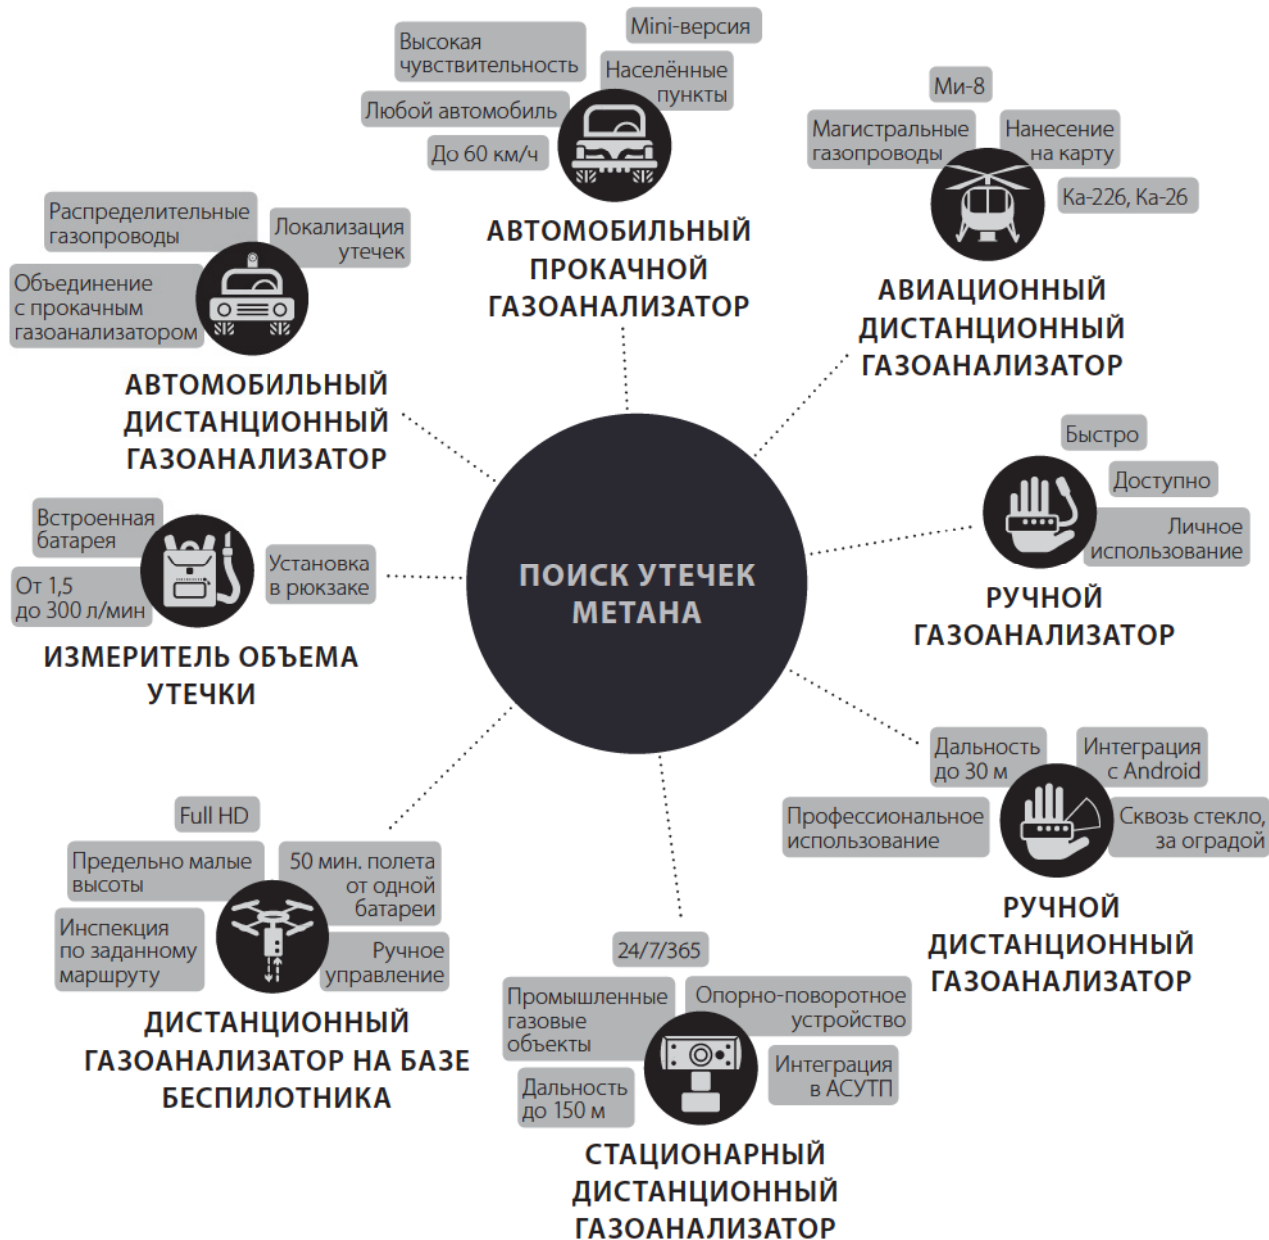 Mini-версия
Высокая
чувствительность
Населённые
пункты
Любой автомобиль
До 60 км/ч
АВТОМОБИЛЬНЫЙ
ПРОКАЧНОЙ
ГАЗОАНАЛИЗАТОР
Ми-8
Магистральные
газопроводы
Нанесение
на карту
Ка-226, Ка-26
АВИАЦИОННЫЙ
ДИСТАНЦИОННЫЙ
ГАЗОАНАЛИЗАТОР
Распределительные
газопроводы
Локализация
утечек
Объединение
с прокачным
газоанализатором
АВТОМОБИЛЬНЫЙ
ДИСТАНЦИОННЫЙ
ГАЗОАНАЛИЗАТОР
Быстро
Доступно
Личное
использование
РУЧНОЙ
ГАЗОАНАЛИЗАТОР
Встроенная
батарея
Установка
в рюкзаке
От 1,5
до 300 л/мин
ИЗМЕРИТЕЛЬ ОБЪЕМА
УТЕЧКИ
ПОИСК УТЕЧЕК
МЕТАНА
Дальность
до 30 м
Интеграция
с Android
Профессиональное
использование
Сквозь стекло,
за оградой
РУЧНОЙ
ДИСТАНЦИОННЫЙ
ГАЗОАНАЛИЗАТОР
Full HD
Предельно малые
высоты
50 мин. полета
от одной
батареи
Инспекция
по заданному
маршруту
Ручное
управление
ДИСТАНЦИОННЫЙ
ГАЗОАНАЛИЗАТОР НА БАЗЕ
БЕСПИЛОТНИКА
24/7/365
Промышленные
газовые
объекты
Опорно-поворотное
устройство
Дальность
до 150 м
Интеграция
в АСУТП
СТАЦИОНАРНЫЙ
ДИСТАНЦИОННЫЙ
ГАЗОАНАЛИЗАТОР